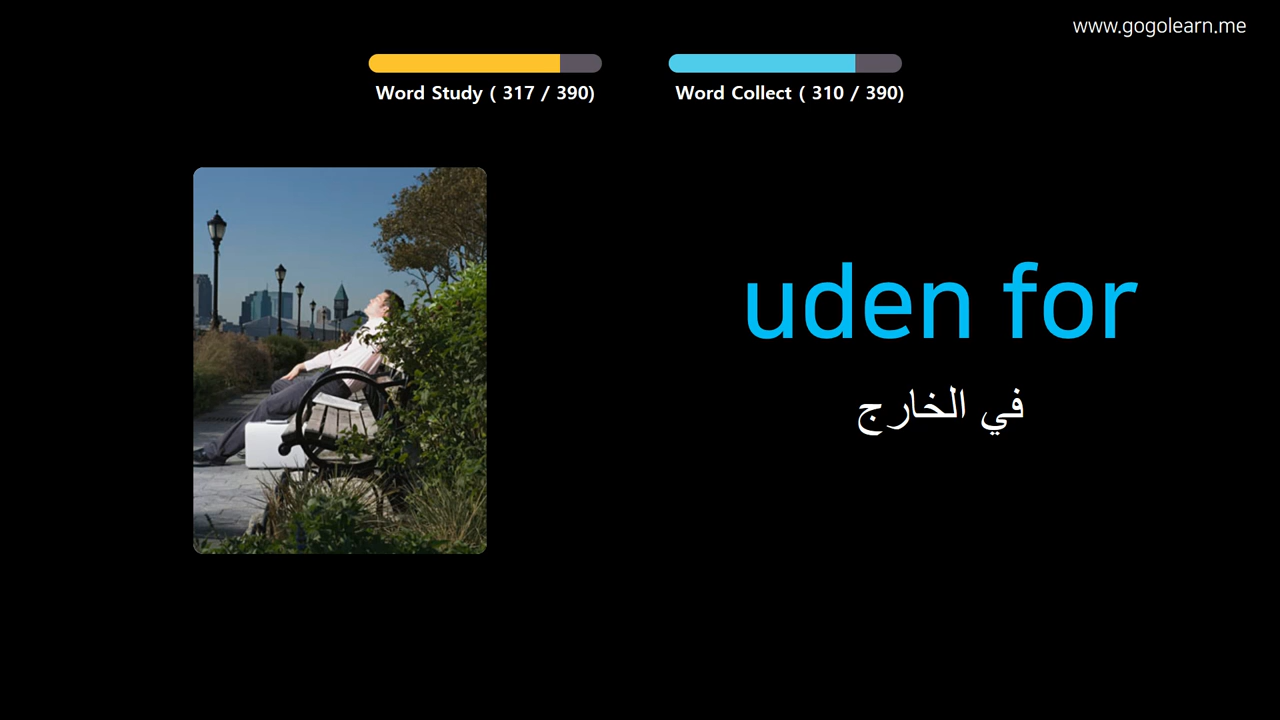 www.gogolearn.me
Word Study ( 317 / 390)
Word Collect ( 310 / 390)
uden for
في الخارج